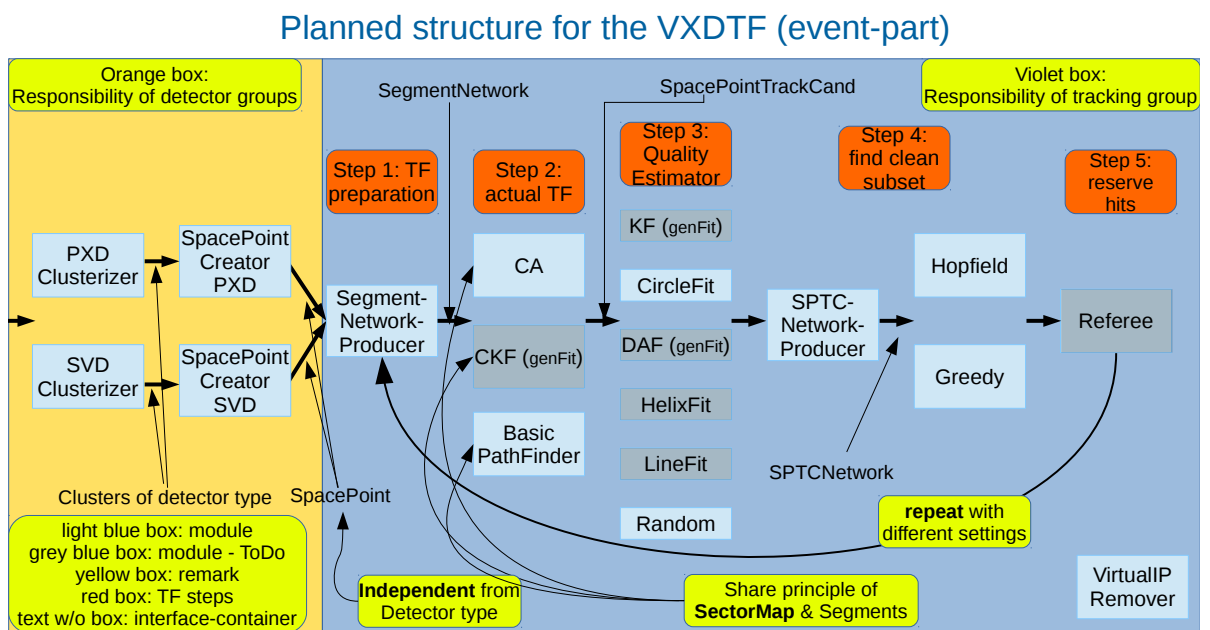 Planned structure for the VXDTF (event-part)
Orange box:
Responsibility of detector groups
SegmentNetwork
SpacePointTrackCand
Violet box:
Responsibility of tracking group
Step 1: TF
preparation
Step 2:
actual TF
Step 3:
Quality
Estimator
Step 4:
find clean
subset
Step 5:
reserve
hits
PXD
Clusterizer
SpacePoint
Creator
PXD
SVD
Clusterizer
SpacePoint
Creator
SVD
Segment-
Network-
Producer
CA
CKF (genFit)
Basic
PathFinder
KF (genFit)
CircleFit
DAF (genFit)
HelixFit
LineFit
Random
SPTC-
Network-
Producer
Hopfield
Greedy
Referee
Clusters of detector type
SpacePoint
SPTCNetwork
repeat with
different settings
light blue box: module
grey blue box: module - ToDo
yellow box: remark
red box: TF steps
text w/o box: interface-container
Independent from
Detector type
Share principle of
SectorMap & Segments
VirtualIP
Remover